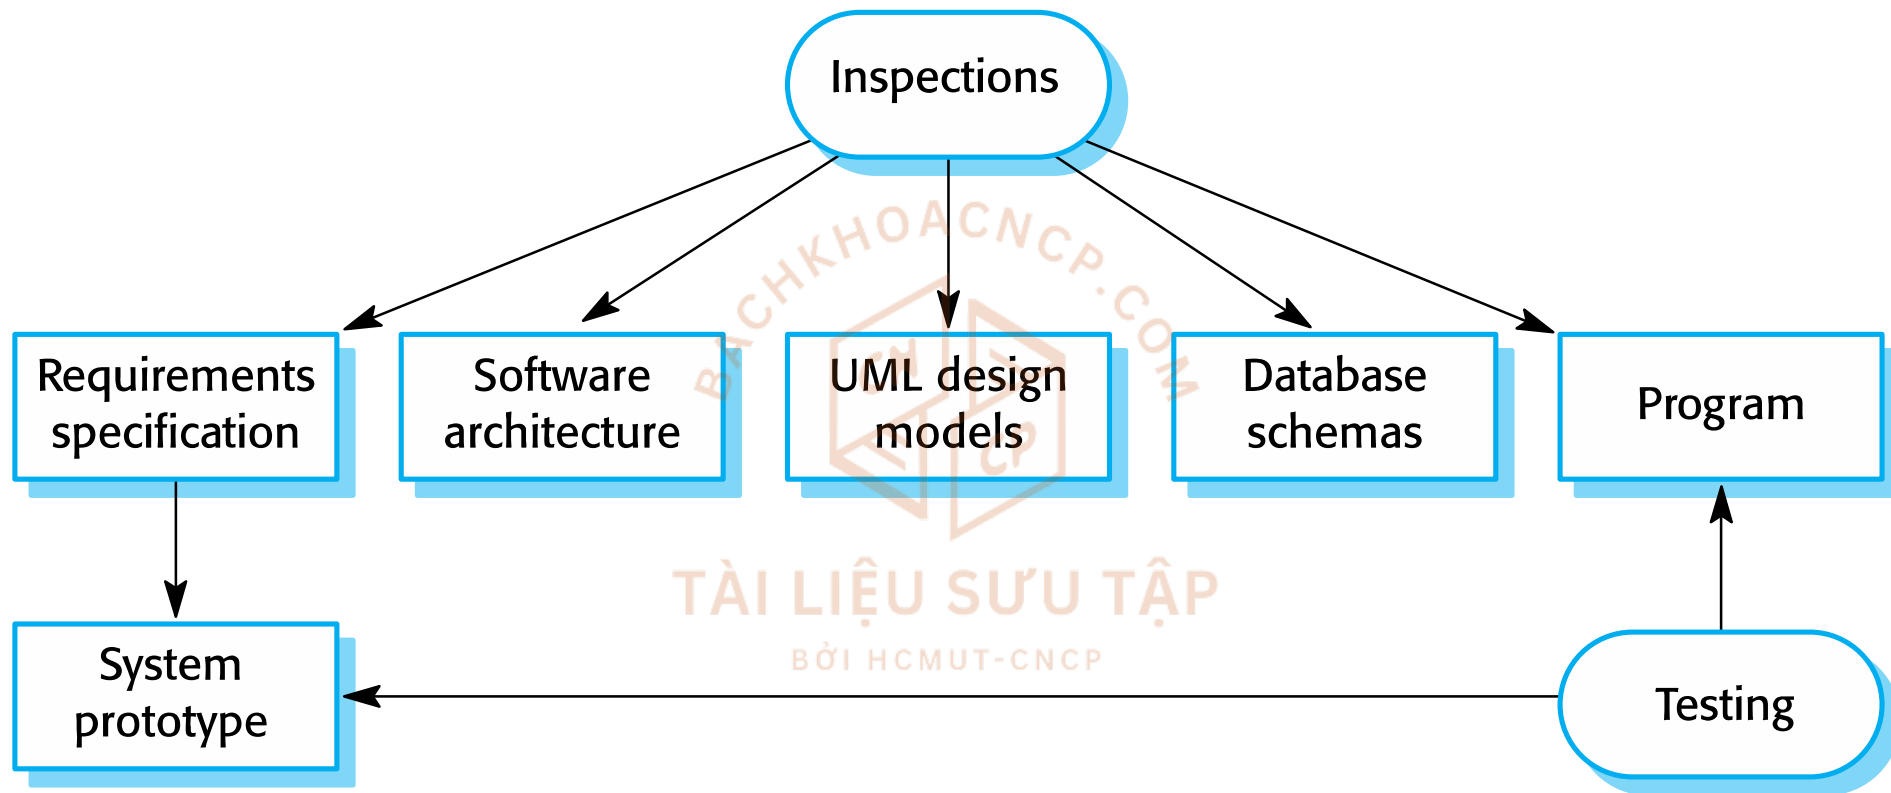 Inspections
BACHKHOACNCP.COM
Requirements
specification
Software
architecture
UML design
models
Database
schemas
Program
CNCP
TÀI LIỆU SƯU TẬP
BỞI HCMUT-CNCP
System
prototype
Testing